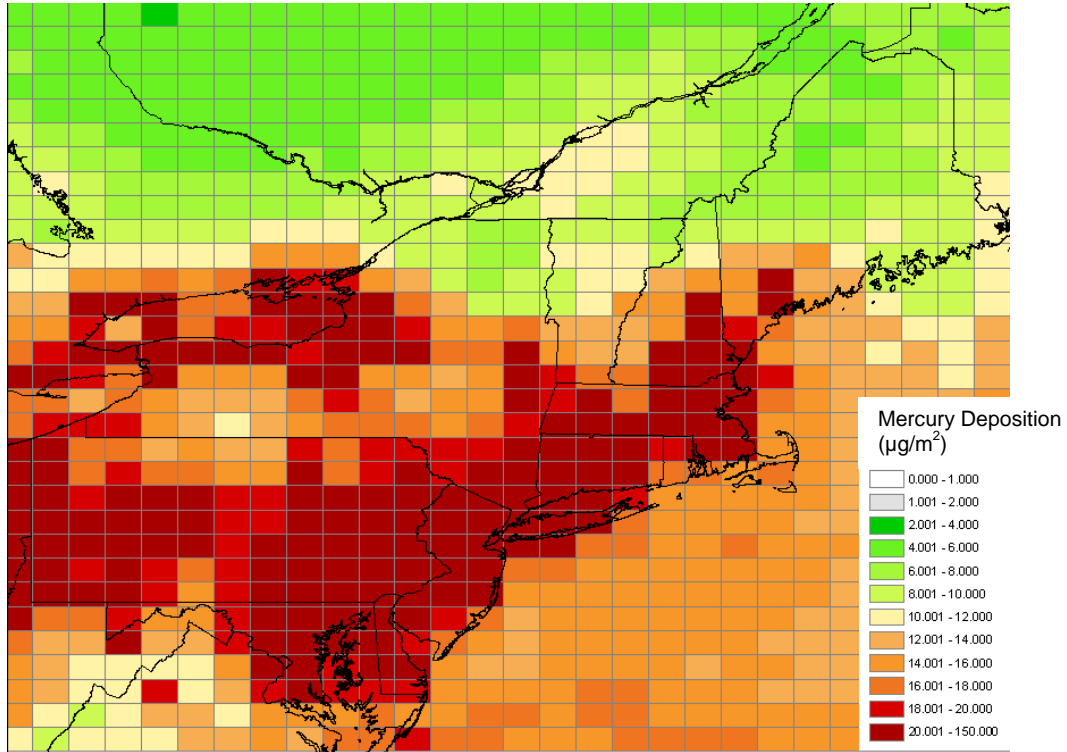 Mercury Deposition
(µg/m²)
0.000 - 1.000
1.001 - 2.000
2.001 - 4.000
4.001 - 6.000
6.001 - 8.000
8.001 - 10.000
10.001 - 12.000
12.001 - 14.000
14.001 - 16.000
16.001 - 18.000
18.001 - 20.000
20.001 - 150.000